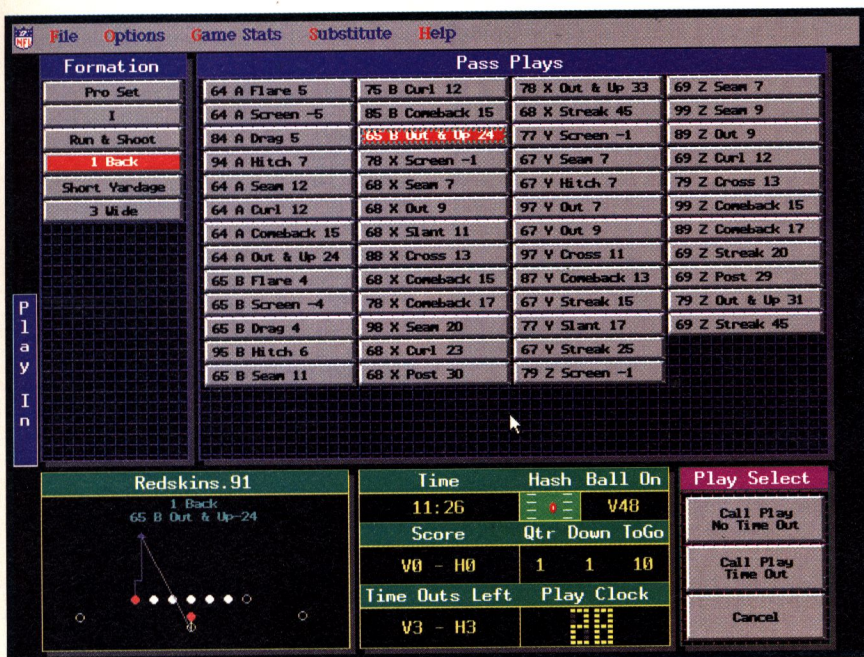 NFL File Options Game Stats Substitute Help
Formation
Pro Set
I
Run & Shoot
1 Back
Short Yardage
3 Wide
Pass Plays
64 A Flare 5
64 A Screen -5
84 A Drag 5
94 A Hitch 7
64 A Seam 12
64 A Curl 12
64 A Comeback 15
64 A Out & Up 24
65 B Flare 4
65 B Screen -4
65 B Drag 4
95 B Hitch 6
65 B Seam 11
75 B Curl 12
85 B Comeback 15
65 B Out & Up 24
78 X Screen -1
68 X Seam 7
68 X Out 9
68 X Slant 11
88 X Cross 13
68 X Comeback 15
78 X Comeback 17
98 X Seam 20
68 X Curl 23
68 X Post 30
78 X Out & Up 33
68 X Streak 45
77 Y Screen -1
67 Y Seam 7
67 Y Hitch 7
97 Y Out 7
67 Y Out 9
97 Y Cross 11
87 Y Comeback 13
67 Y Streak 15
77 Y Slant 17
67 Y Streak 25
79 Z Screen -1
69 Z Seam 7
99 Z Seam 9
89 Z Out 9
69 Z Curl 12
79 Z Cross 13
99 Z Comeback 15
89 Z Comeback 17
69 Z Streak 20
69 Z Post 29
79 Z Out & Up 31
69 Z Streak 45
Play In
Redskins.91
1 Back
65 B Out & Up-24
Time Hash Ball On
11:26 V48
Score Qtr Down ToGo
V0 - H0 1 1 10
Time Outs Left Play Clock
V3 - H3 28
Play Select
Call Play
No Time Out
Call Play
Time Out
Cancel